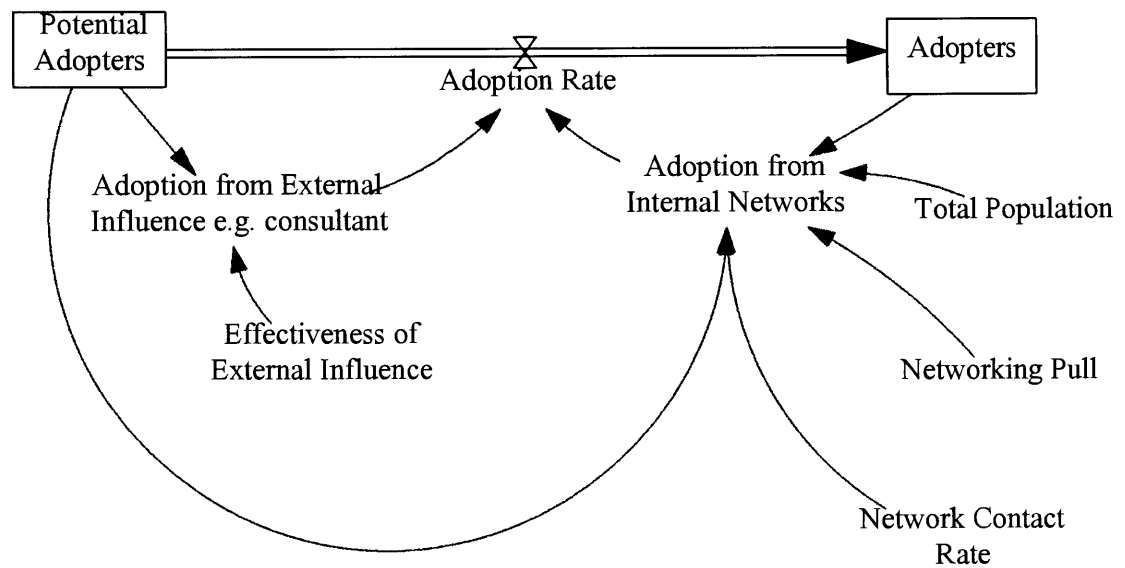 Potential
Adopters
Adoption Rate
Adopters
Adoption from External
Influence e.g. consultant
Adoption from
Internal Networks
Total Population
Effectiveness of
External Influence
Networking Pull
Network Contact
Rate